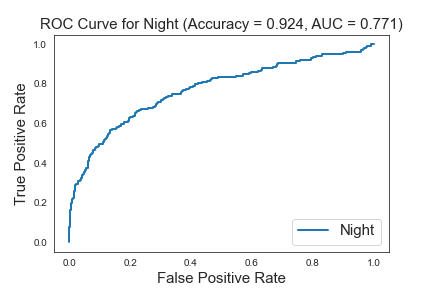 ROC Curve for Night (Accuracy = 0.924, AUC = 0.771)
True Positive Rate
1.0
0.8
0.6
0.4
0.2
0.0
Night
0.0 0.2 0.4 0.6 0.8 1.0
False Positive Rate